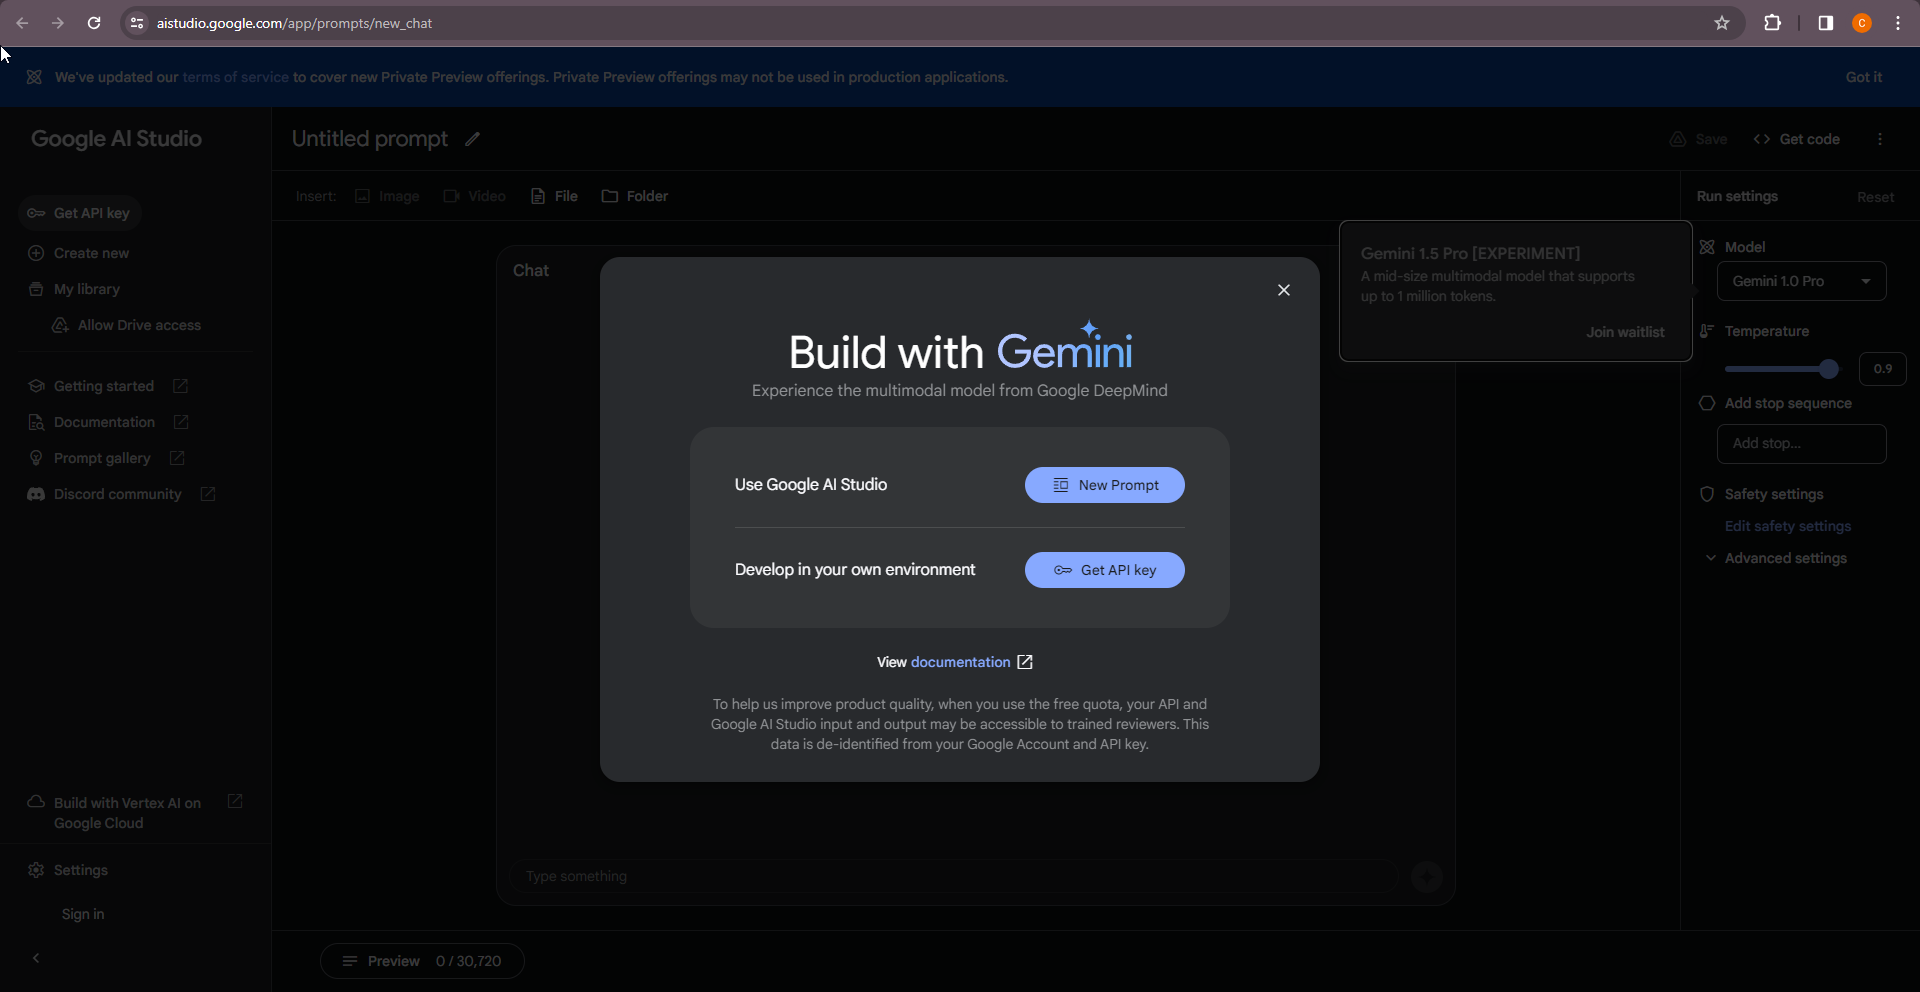 aistudio.google.com/app/prompts/new_chat
C
We've updated our terms of service to cover new Private Preview offerings. Private Preview offerings may not be used in production applications.
Got it
Google AI Studio
Untitled prompt
Save
Get code
Get API key
Create new
My library
Allow Drive access
Getting started
Documentation
Prompt gallery
Discord community
Build with Vertex AI on
Google Cloud
Settings
Sign in
Insert:
Image
Video
File
Folder
Chat
Build with Gemini
Experience the multimodal model from Google DeepMind
Use Google AI Studio
New Prompt
Develop in your own environment
Get API key
View documentation
To help us improve product quality, when you use the free quota, your API and
Google AI Studio input and output may be accessible to trained reviewers. This
data is de-identified from your Google Account and API key.
Type something
Preview 0 / 30,720
Gemini 1.5 Pro [EXPERIMENT]
A mid-size multimodal model that supports
up to 1 million tokens.
Join waitlist
Run settings
Reset
Model
Gemini 1.0 Pro
Temperature
0.9
Add stop sequence
Add stop...
Safety settings
Edit safety settings
Advanced settings